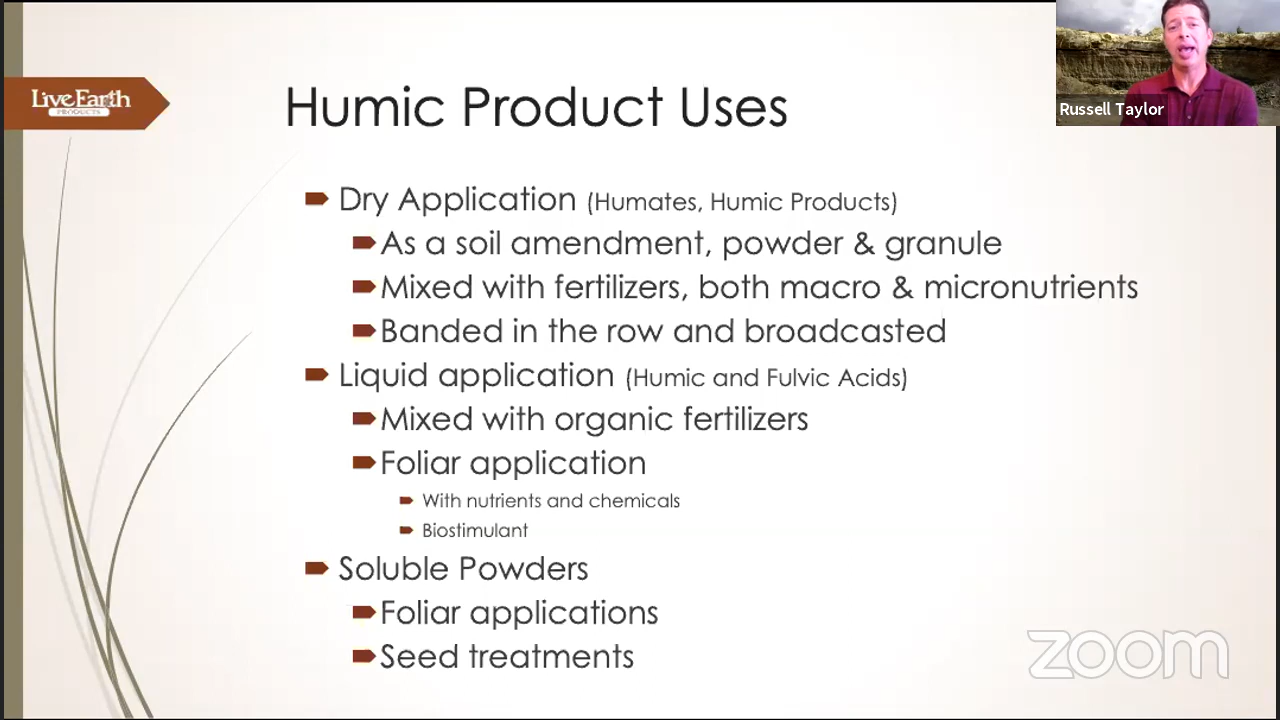 Live Earth
PRODUCTS
Humic Product Uses
Russell Taylor
Dry Application (Humates, Humic Products)
As a soil amendment, powder & granule
Mixed with fertilizers, both macro & micronutrients
Banded in the row and broadcasted
Liquid application (Humic and Fulvic Acids)
Mixed with organic fertilizers
Foliar application
With nutrients and chemicals
Biostimulant
Soluble Powders
Foliar applications
Seed treatments
zoom